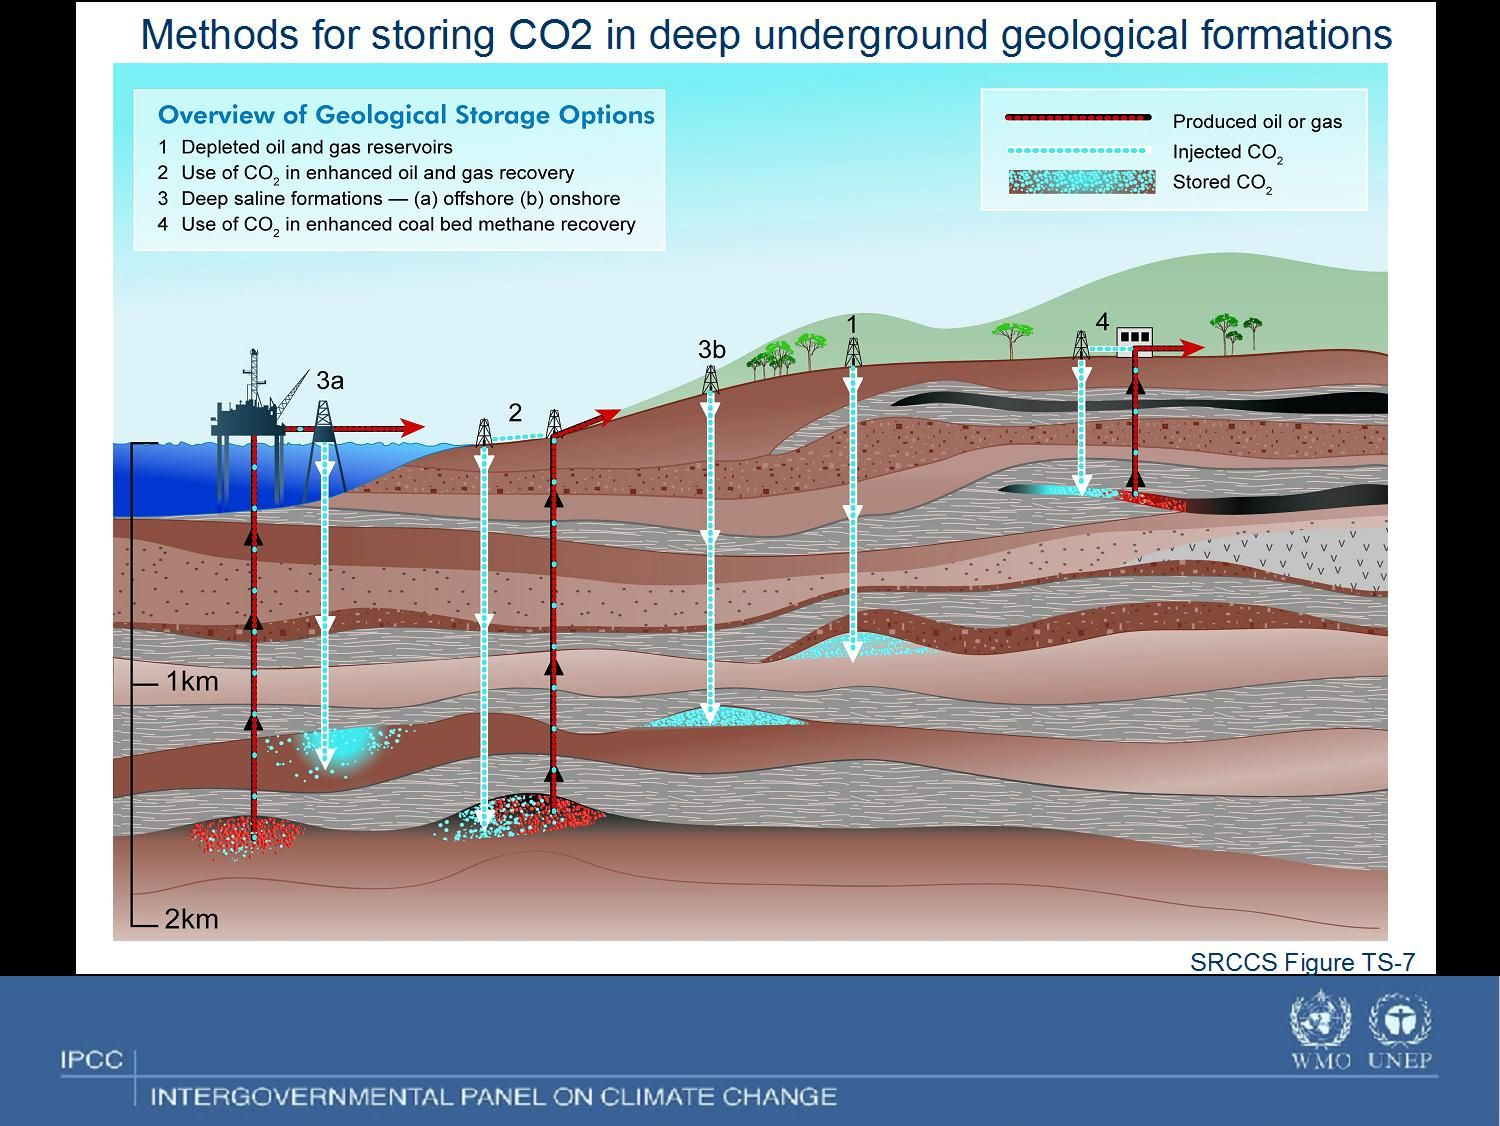 Methods for storing CO2 in deep underground geological formations
Overview of Geological Storage Options
1 Depleted oil and gas reservoirs
2 Use of CO2 in enhanced oil and gas recovery
3 Deep saline formations — (a) offshore (b) onshore
4 Use of CO2 in enhanced coal bed methane recovery
Produced oil or gas
Injected CO2
Stored CO2
1
4
3b
3a
2
1km
2km
SRCCS Figure TS-7
IPCC
INTERGOVERNMENTAL PANEL ON CLIMATE CHANGE
WMO UNEP